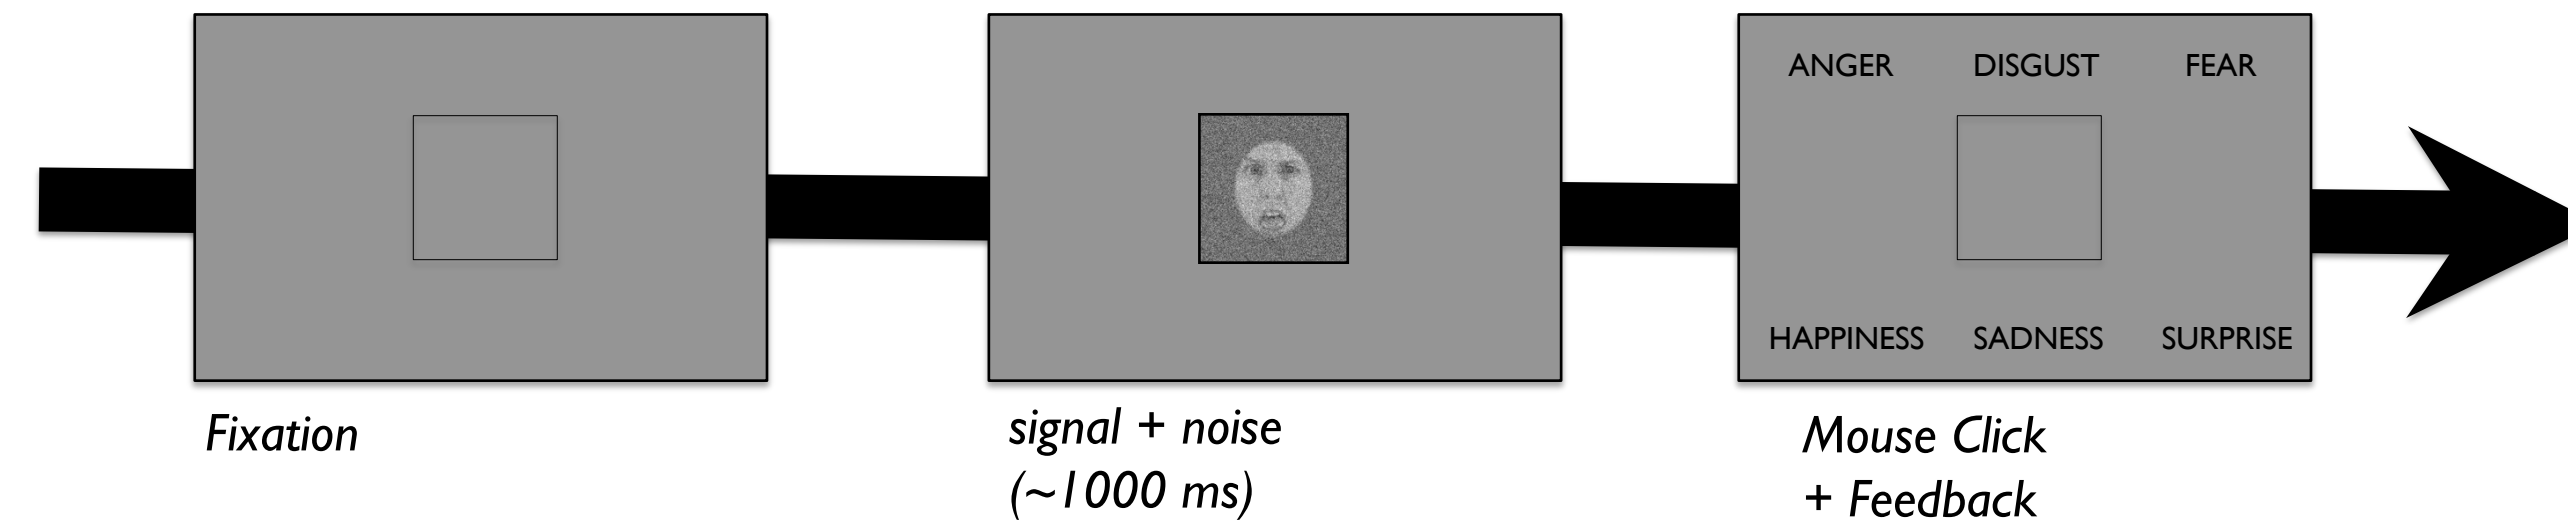 ANGER DISGUST FEAR
HAPPINESS SADNESS SURPRISE
Fixation
signal + noise
(~1000 ms)
Mouse Click
+ Feedback